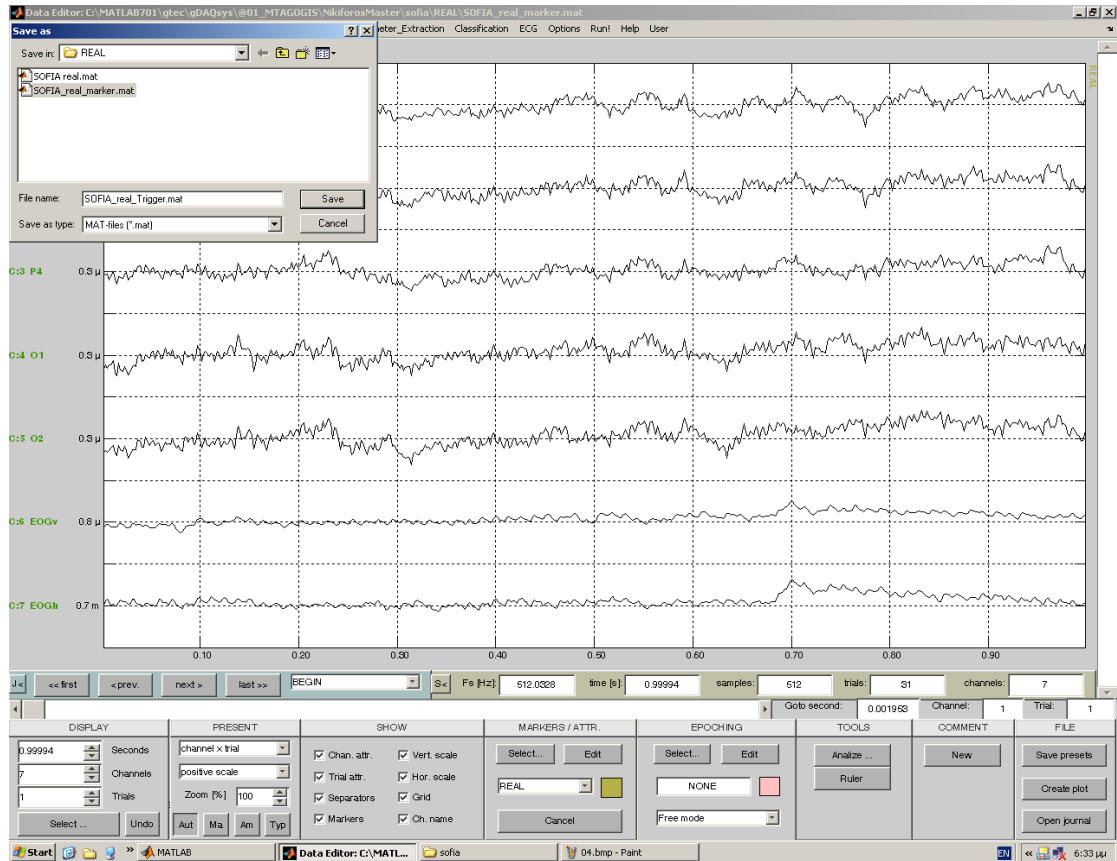 Data Editor: C:\MATLAB701\gtec\gDAQsys\@01_MTAGOGIS\NikiforosMaster\sofia\REAL\SOFIA_real_marker.mat
Save as
eter_Extraction Classification ECG Options Run! Help User
Save in: REAL
SOFIA real.mat
SOFIA_real_marker.mat
File name: SOFIA_real_Trigger.mat Save
Save as type: MAT-files (*.mat) Cancel
REAL
C:3 P4 0.3 µ
C:4 O1 0.3 µ
C:5 O2 0.3 µ
C:6 EOGv 0.8 µ
C:7 EOGh 0.7 m
0.10 0.20 0.30 0.40 0.50 0.60 0.70 0.80 0.90
J< << first < prev. next > last >> BEGIN S< Fs [Hz]: 512.0328 time [s]: 0.99994 samples: 512 trials: 31 channels: 7
Goto second: 0.001953 Channel: 1 Trial: 1
DISPLAY PRESENT SHOW MARKERS / ATTR. EPOCHING TOOLS COMMENT FILE
0.99994 Seconds channel x trial Chan. attr. Vert. scale Select... Edit Select... Edit Analize ... New Save presets
7 Channels positive scale Trial attr. Hor. scale REAL NONE Ruler Create plot
1 Trials Zoom [%] 100 Separators Grid
Select ... Undo Aut Ma Am Typ Markers Ch. name Cancel Free mode Open journal
Start » MATLAB Data Editor: C:\MATL... sofia 04.bmp - Paint EN « 6:33 μμ